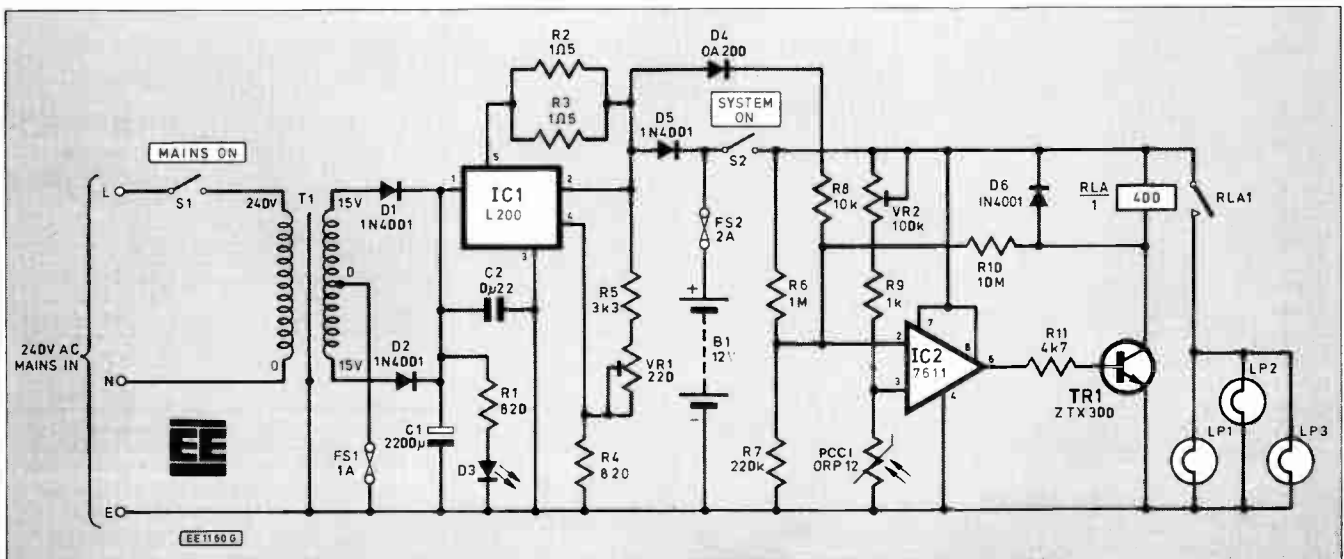 MAINS ON
L
S1
240V
0
T1
15V
0
15V
240V AC
MAINS IN
N
E
EE
EE1160G
D1
1N4001
D2
1N4001
FS1
1A
C1
2200µ
R1
820
D3
C2
0µ22
R2
1Ω5
R3
1Ω5
IC1
L200
1
5
2
4
3
R5
3k3
VR1
220
R4
820
D4
OA200
D5
1N4001
SYSTEM
ON
S2
FS2
2A
+
B1
12V
-
R6
1M
R7
220k
R8
10k
VR2
100k
R9
1k
PCC1
ORP12
IC2
7611
2
3
7
8
6
4
D6
1N4001
R10
10M
R11
4k7
RLA
1
400
RLA1
TR1
ZTX300
LP1
LP2
LP3